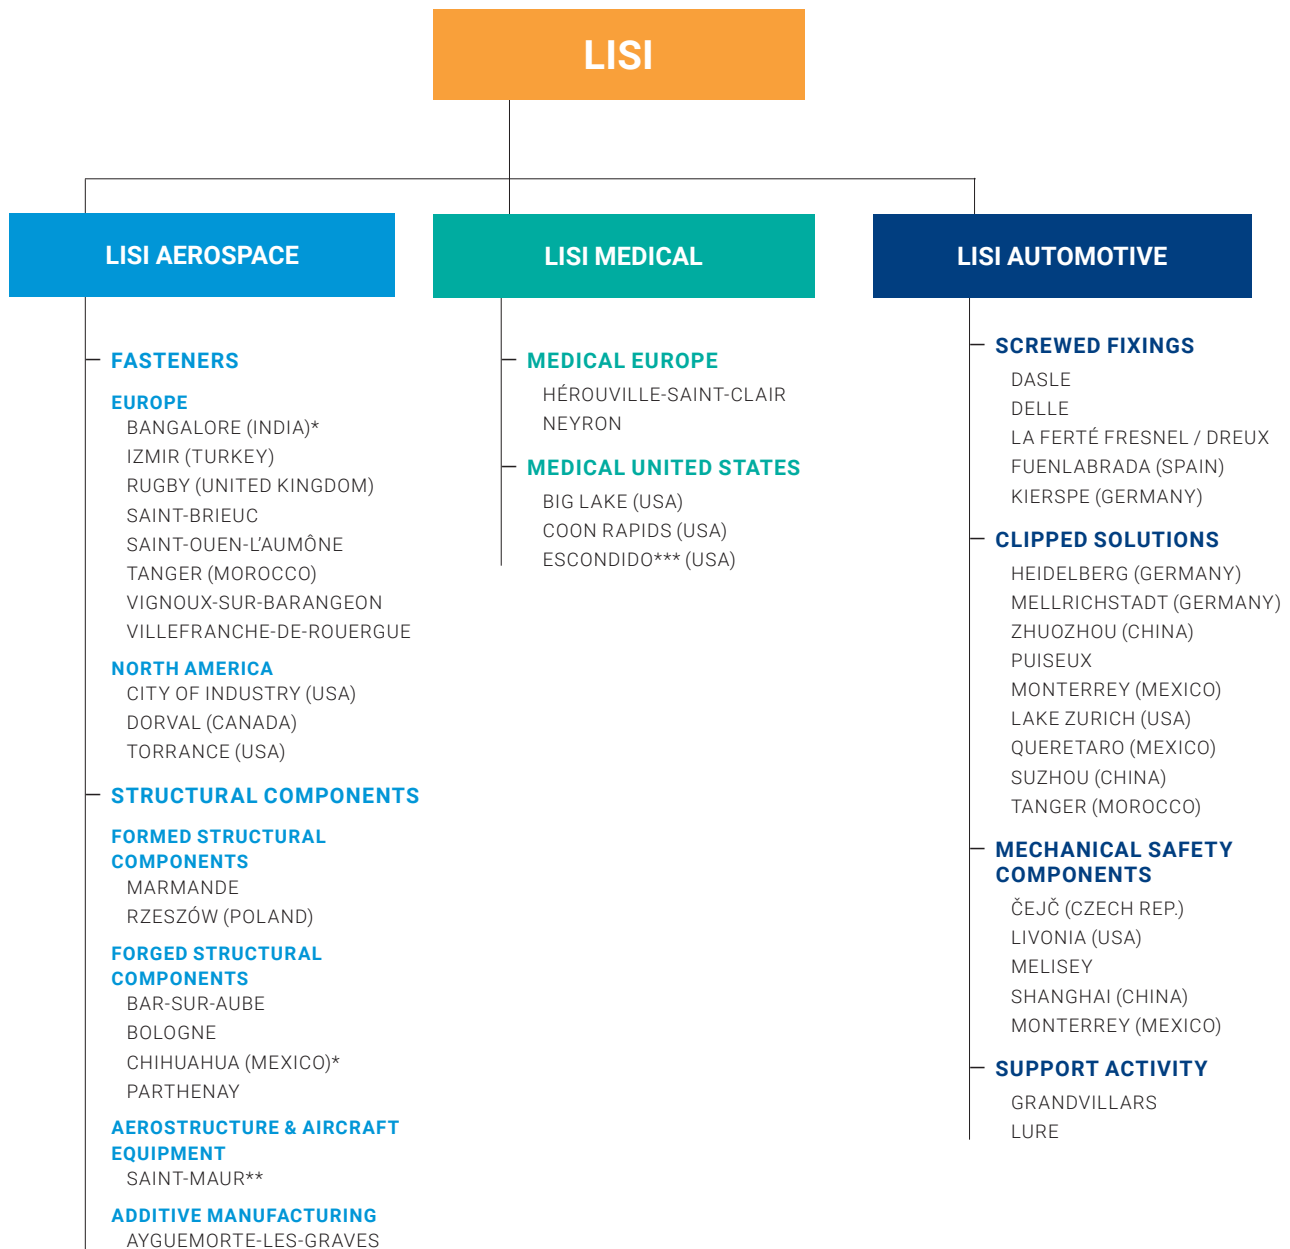 LISI
LISI AEROSPACE
FASTENERS
EUROPE
BANGALORE (INDIA)*
IZMIR (TURKEY)
RUGBY (UNITED KINGDOM)
SAINT-BRIEUC
SAINT-OUEN-L’AUMÔNE
TANGER (MOROCCO)
VIGNOUX-SUR-BARANGEON
VILLEFRANCHE-DE-ROUERGUE
NORTH AMERICA
CITY OF INDUSTRY (USA)
DORVAL (CANADA)
TORRANCE (USA)
STRUCTURAL COMPONENTS
FORMED STRUCTURAL
COMPONENTS
MARMANDE
RZESZÓW (POLAND)
FORGED STRUCTURAL
COMPONENTS
BAR-SUR-AUBE
BOLOGNE
CHIHUAHUA (MEXICO)*
PARTHENAY
AEROSTRUCTURE & AIRCRAFT
EQUIPMENT
SAINT-MAUR**
ADDITIVE MANUFACTURING
AYGUEMORTE-LES-GRAVES
LISI MEDICAL
MEDICAL EUROPE
HÉROUVILLE-SAINT-CLAIR
NEYRON
MEDICAL UNITED STATES
BIG LAKE (USA)
COON RAPIDS (USA)
ESCONDIDO*** (USA)
LISI AUTOMOTIVE
SCREWED FIXINGS
DASLE
DELLE
LA FERTÉ FRESNEL / DREUX
FUENLABRADA (SPAIN)
KIERSPE (GERMANY)
CLIPPED SOLUTIONS
HEIDELBERG (GERMANY)
MELLRICHSTADT (GERMANY)
ZHUOZHOU (CHINA)
PUISEUX
MONTERREY (MEXICO)
LAKE ZURICH (USA)
QUERETARO (MEXICO)
SUZHOU (CHINA)
TANGER (MOROCCO)
MECHANICAL SAFETY
COMPONENTS
ČEJČ (CZECH REP.)
LIVONIA (USA)
MELISEY
SHANGHAI (CHINA)
MONTERREY (MEXICO)
SUPPORT ACTIVITY
GRANDVILLARS
LURE